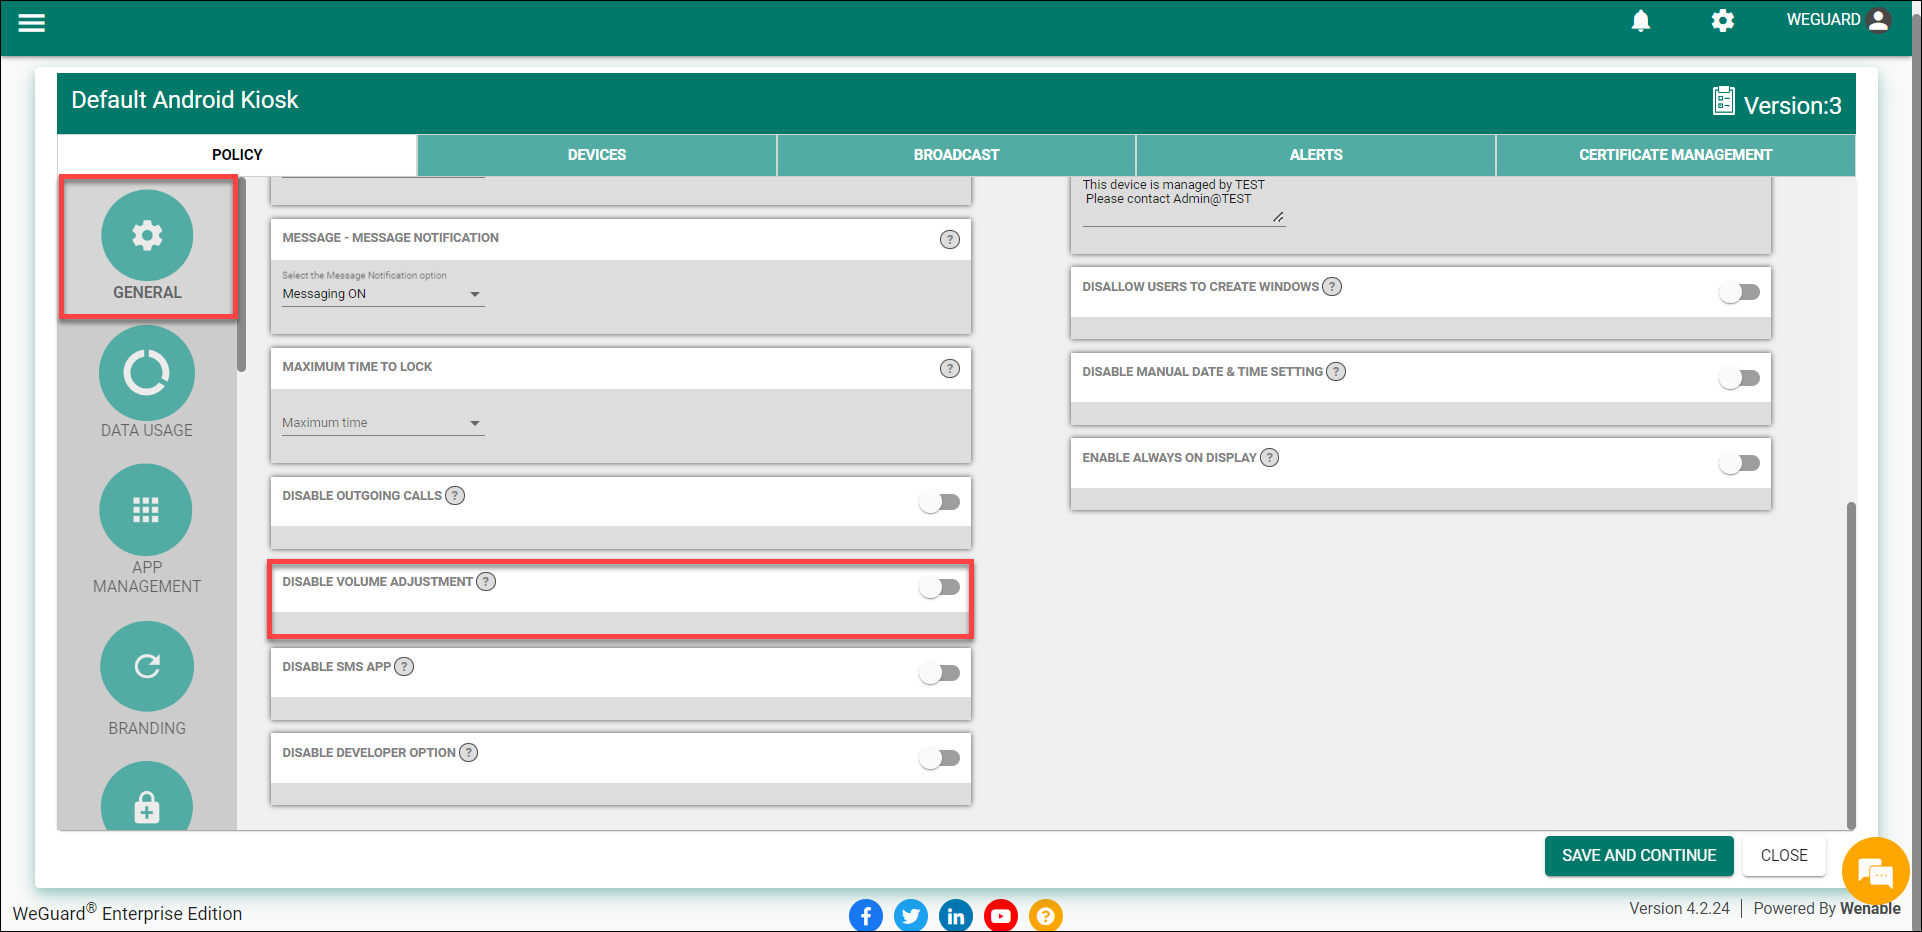 WEGUARD
Default Android Kiosk
Version:3
POLICY
DEVICES
BROADCAST
ALERTS
CERTIFICATE MANAGEMENT
GENERAL
DATA USAGE
APP
MANAGEMENT
BRANDING
MESSAGE - MESSAGE NOTIFICATION ?
Select the Message Notification option
Messaging ON
MAXIMUM TIME TO LOCK ?
Maximum time
DISABLE OUTGOING CALLS ?
DISABLE VOLUME ADJUSTMENT ?
DISABLE SMS APP ?
DISABLE DEVELOPER OPTION ?
This device is managed by TEST
Please contact Admin@TEST
DISALLOW USERS TO CREATE WINDOWS ?
DISABLE MANUAL DATE & TIME SETTING ?
ENABLE ALWAYS ON DISPLAY ?
SAVE AND CONTINUE
CLOSE
WeGuard® Enterprise Edition
f
in
?
Version 4.2.24 | Powered By Wenable